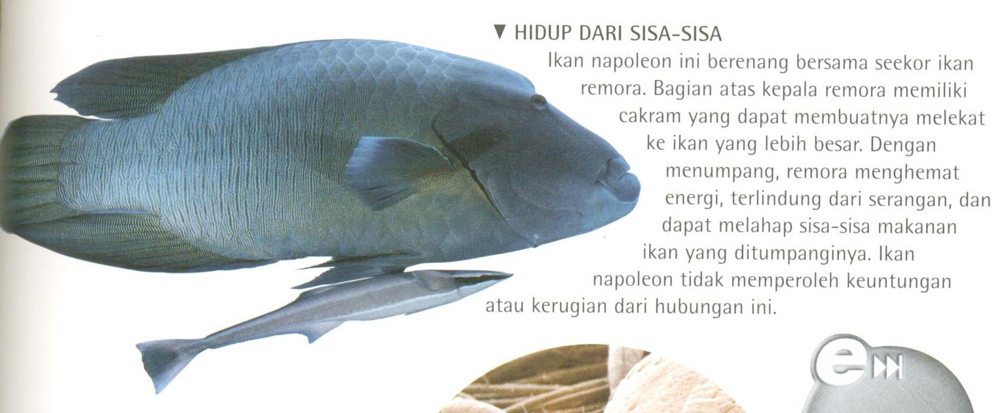 ▼ HIDUP DARI SISA-SISA
Ikan napoleon ini berenang bersama seekor ikan
remora. Bagian atas kepala remora memiliki
cakram yang dapat membuatnya melekat
ke ikan yang lebih besar. Dengan
menumpang, remora menghemat
energi, terlindung dari serangan, dan
dapat melahap sisa-sisa makanan
ikan yang ditumpanginya. Ikan
napoleon tidak memperoleh keuntungan
atau kerugian dari hubungan ini.
e